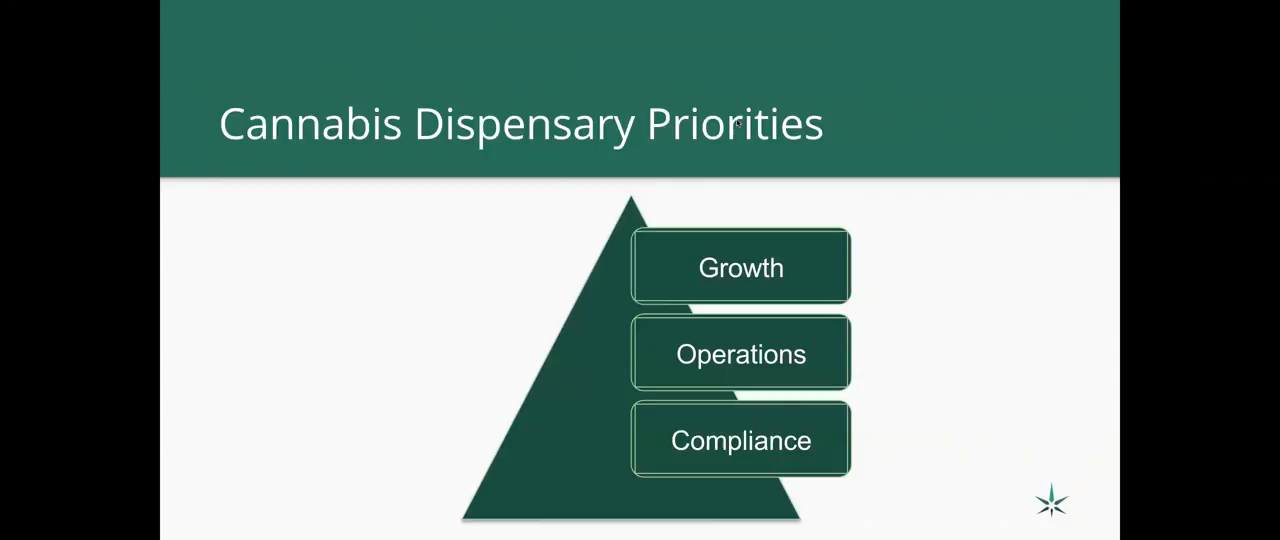 Cannabis Dispensary Priorities
Growth
Operations
Compliance